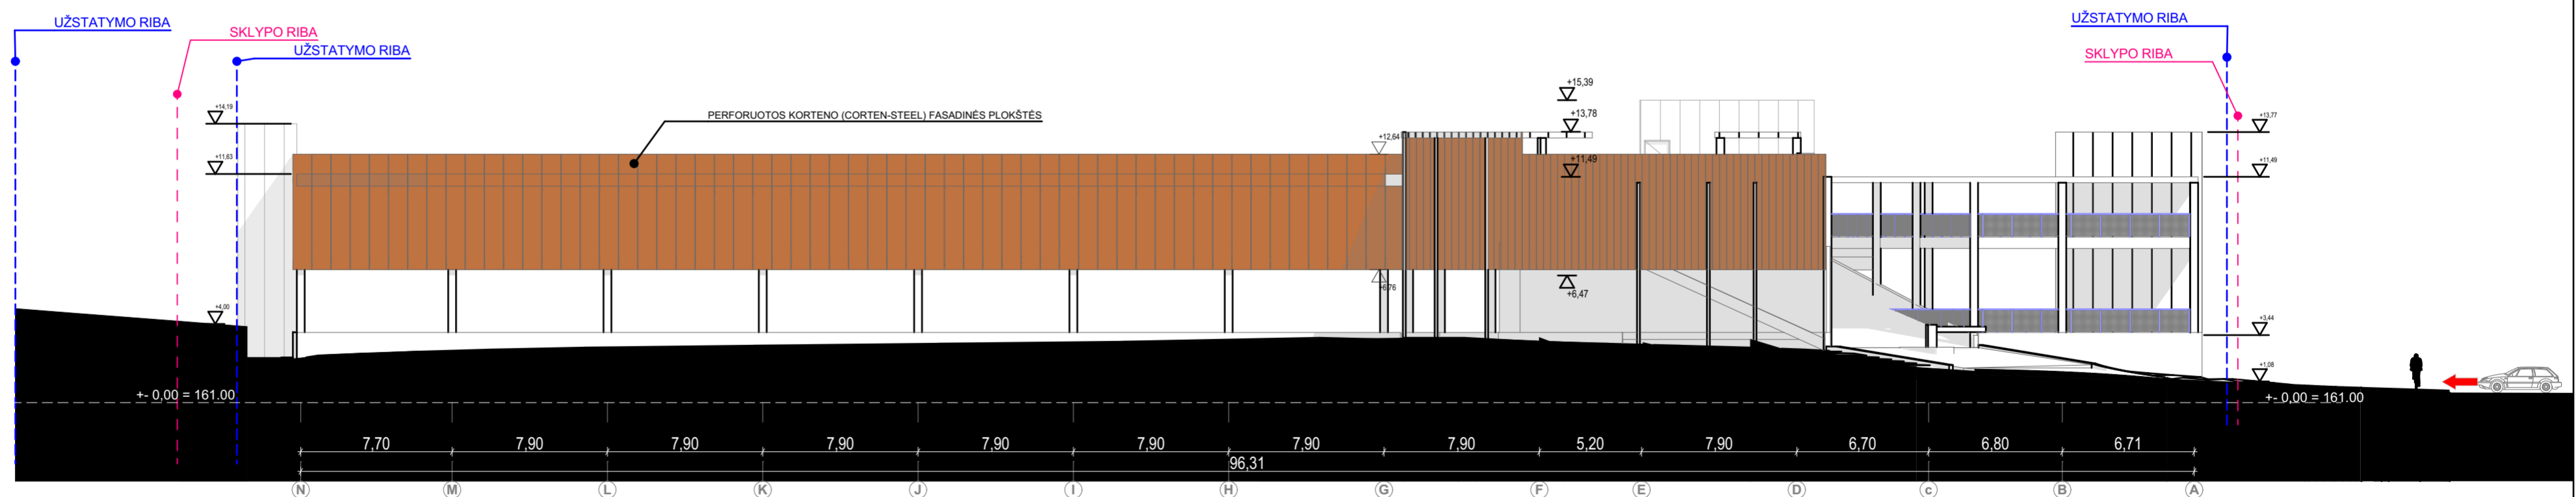 UŽSTATYMO RIBA
SKLYPO RIBA
UŽSTATYMO RIBA
UŽSTATYMO RIBA
SKLYPO RIBA
+14,19
+11,63
+4,00
PERFORUOTOS KORTENO (CORTEN-STEEL) FASADINĖS PLOKŠTĖS
+12,64
+6,76
+15,39
+13,78
+11,49
+6,47
+13,77
+11,49
+3,44
+1,08
+- 0,00 = 161.00
+- 0,00 = 161.00
7,70 7,90 7,90 7,90 7,90 7,90 7,90 7,90 5,20 7,90 6,70 6,80 6,71
96,31
N M L K J I H G F E D c B A